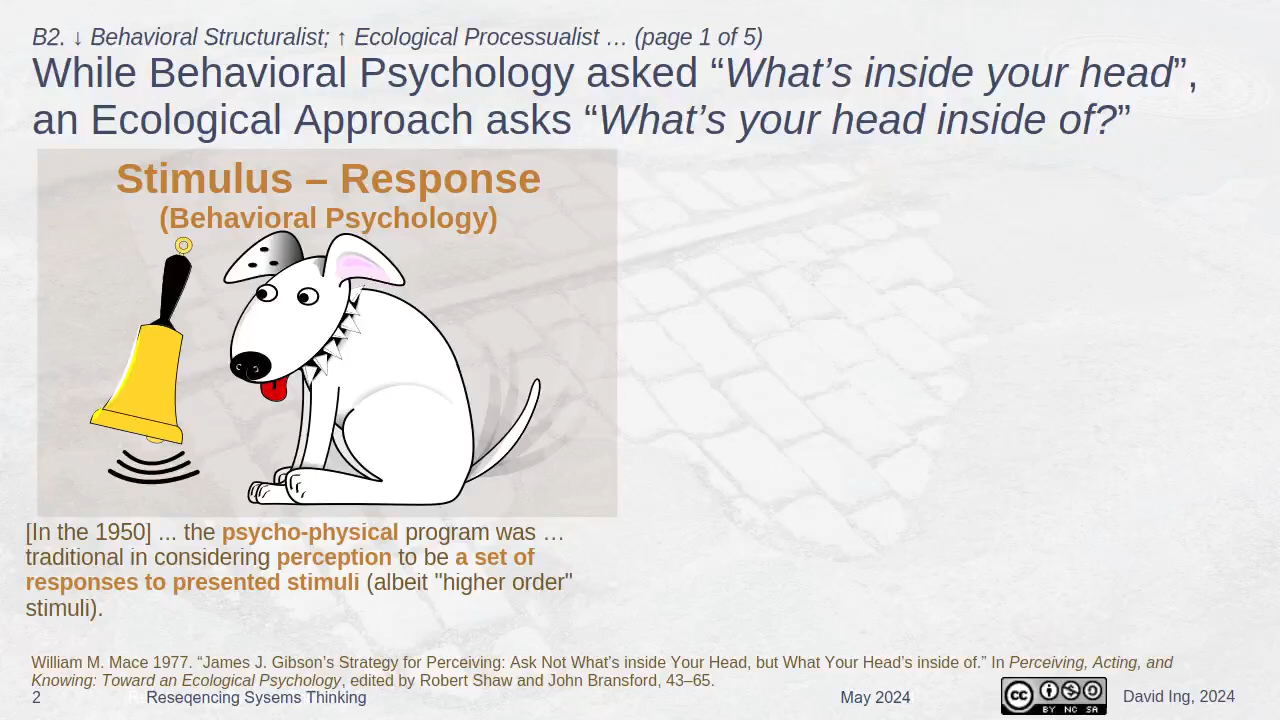 B2. ↓ Behavioral Structuralist; ↑ Ecological Processualist … (page 1 of 5)
While Behavioral Psychology asked “What’s inside your head”,
an Ecological Approach asks “What’s your head inside of?”
Stimulus – Response
(Behavioral Psychology)
[In the 1950] ... the psycho-physical program was …
traditional in considering perception to be a set of
responses to presented stimuli (albeit "higher order"
stimuli).
William M. Mace 1977. “James J. Gibson’s Strategy for Perceiving: Ask Not What’s inside Your Head, but What Your Head’s inside of.” In Perceiving, Acting, and
Knowing: Toward an Ecological Psychology, edited by Robert Shaw and John Bransford, 43–65.
2 Reseqencing Sysems Thinking May 2024 cc BY NC SA David Ing, 2024